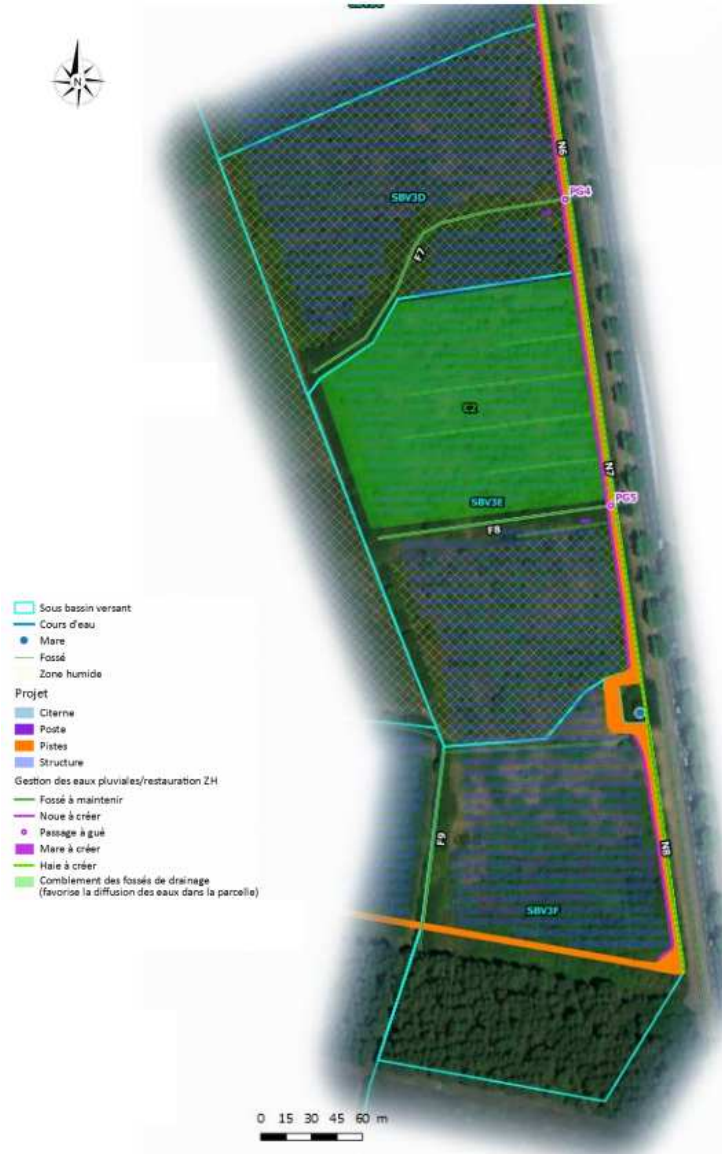 N
N6
PG4
SBV3D
F7
C2
N7
SBV3E
PG5
F8
Sous bassin versant
Cours d'eau
Mare
Fossé
Zone humide
Projet
Citerne
Poste
Pistes
Structure
Gestion des eaux pluviales/restauration ZH
Fossé à maintenir
Noue à créer
Passage à gué
Mare à créer
Haie à créer
Comblement des fossés de drainage
(favorise la diffusion des eaux dans la parcelle)
F9
N8
SBV3F
0 15 30 45 60 m